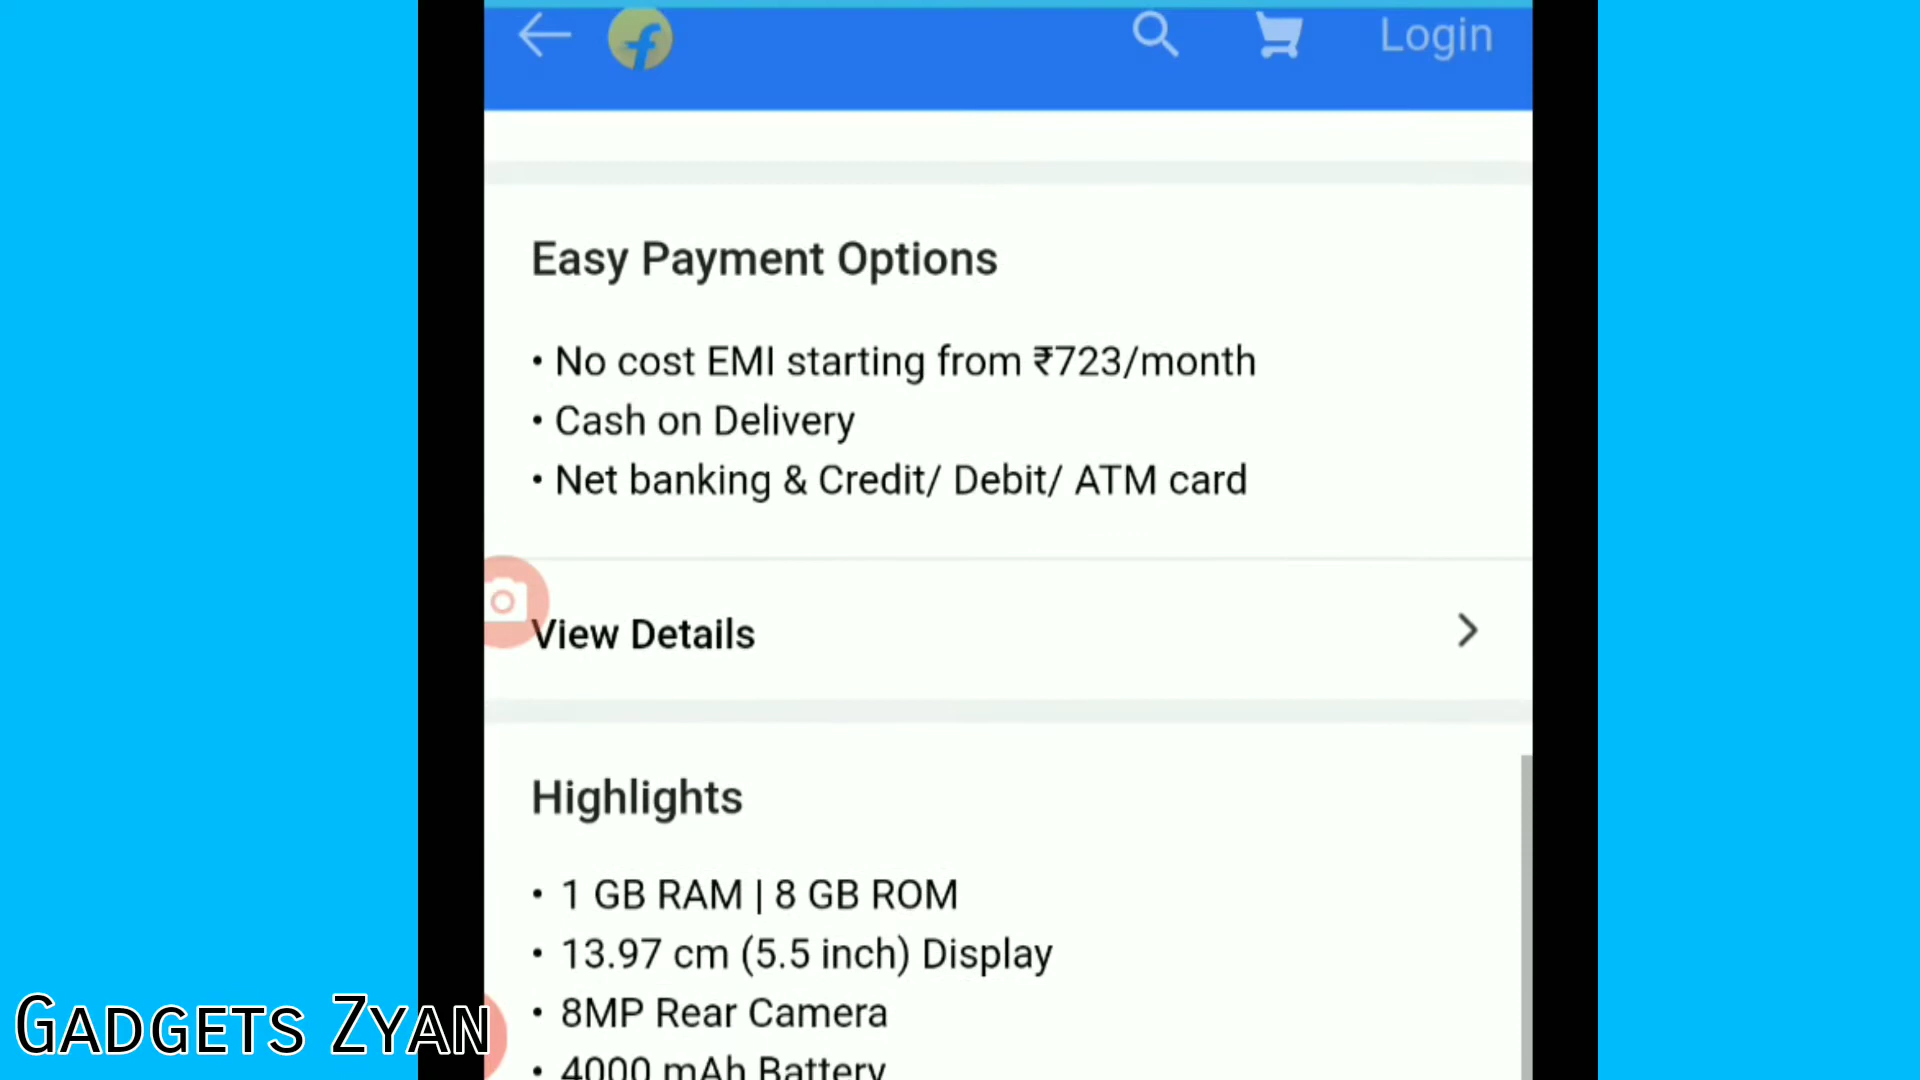 Login
Easy Payment Options
• No cost EMI starting from ₹723/month
• Cash on Delivery
• Net banking & Credit/ Debit/ ATM card
View Details
Highlights
• 1 GB RAM | 8 GB ROM
• 13.97 cm (5.5 inch) Display
• 8MP Rear Camera
• 4000 mAh Battery
GADGETS ZYAN